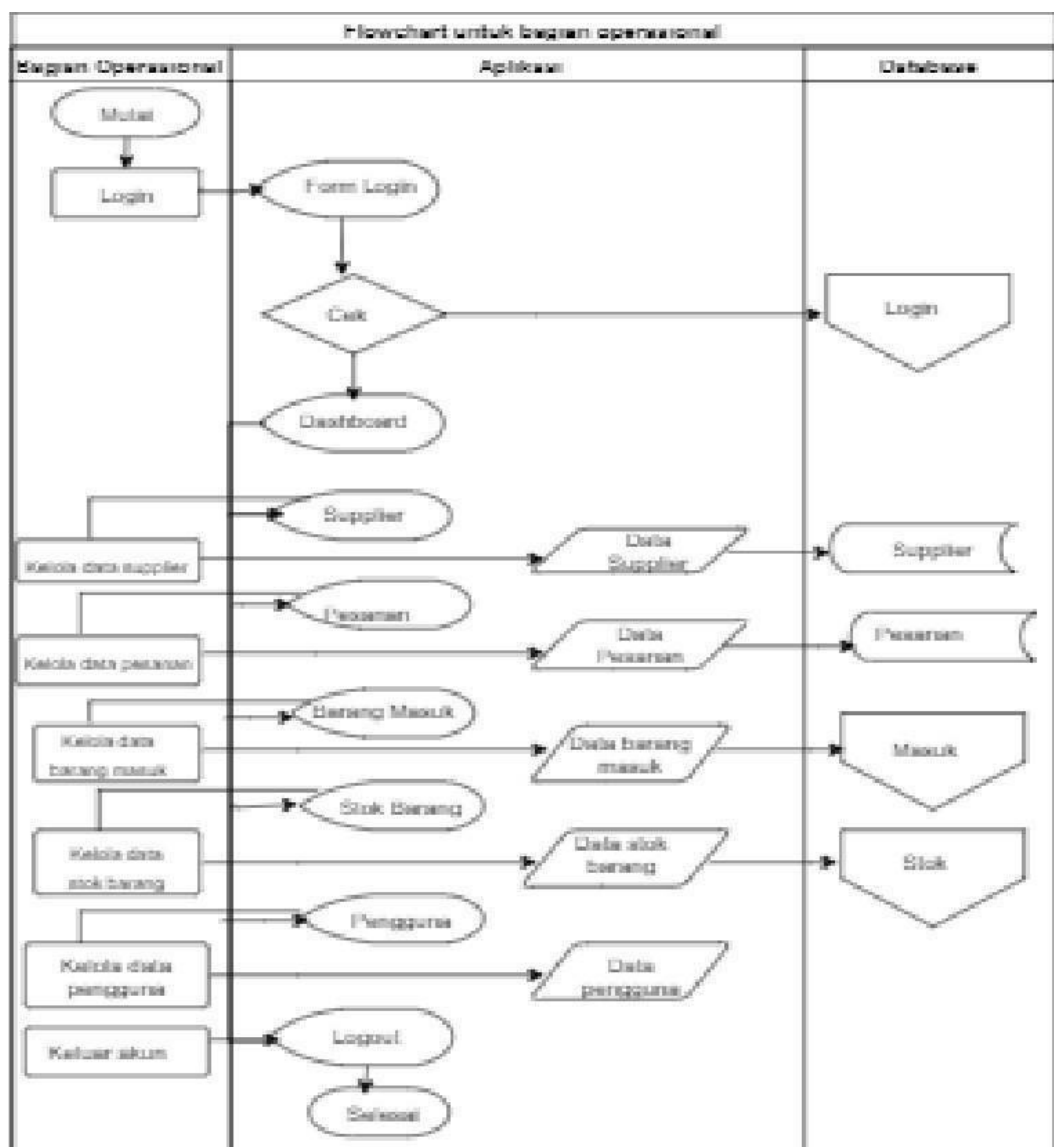 Flowchart untuk bagian operasional
Bagian Operasional
Aplikasi
Database
Mulai
Login
Form Login
Cek
Login
Dashboard
Supplier
Kelola data supplier
Data
Supplier
Supplier
Pesanan
Kelola data pesanan
Data
Pesanan
Pesanan
Barang Masuk
Kelola data
barang masuk
Data barang
masuk
Masuk
Stok Barang
Kelola data
stok barang
Data stok
barang
Stok
Pengguna
Kelola data
pengguna
Data
pengguna
Keluar akun
Logout
Selesai